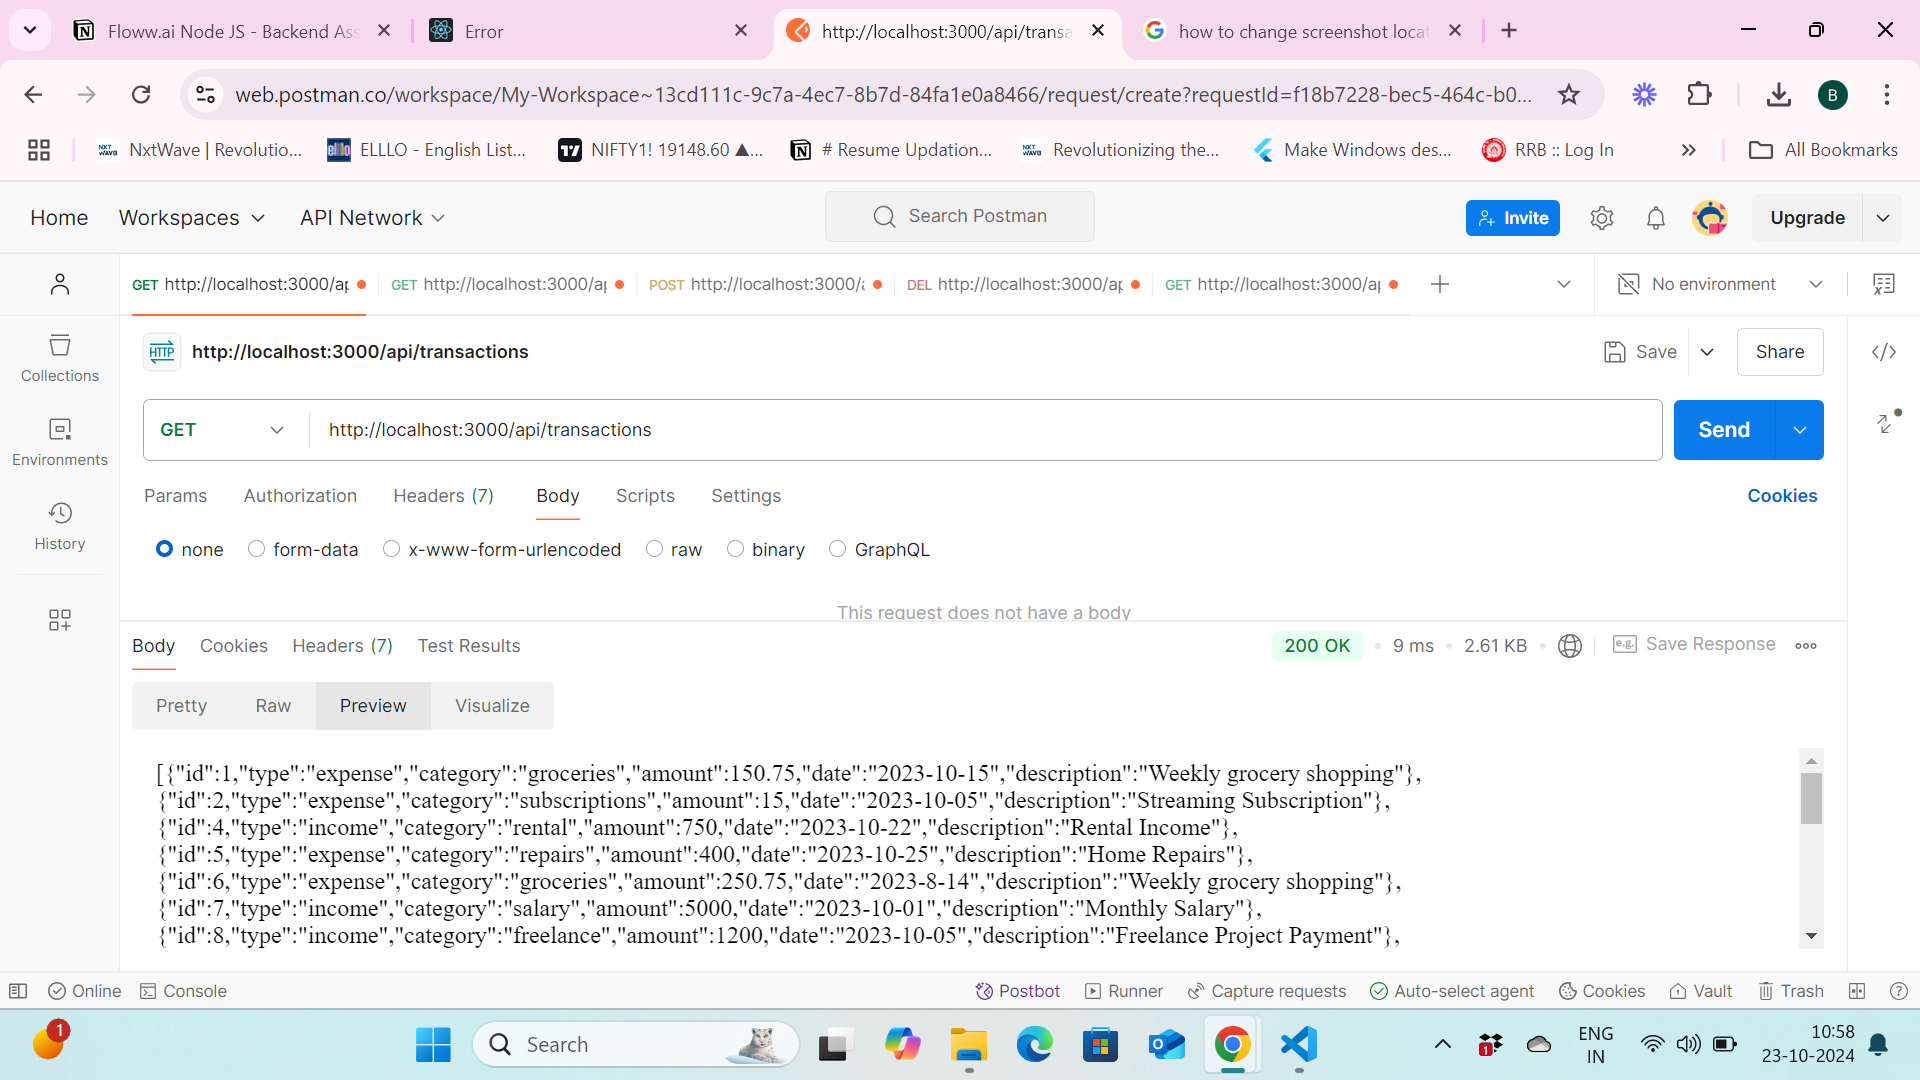 Floww.ai Node JS - Backend Ass
Error
http://localhost:3000/api/transa
how to change screenshot locat
web.postman.co/workspace/My-Workspace~13cd111c-9c7a-4ec7-8b7d-84fa1e0a8466/request/create?requestId=f18b7228-bec5-464c-b0...
B
NxtWave | Revolutio...
ELLLO - English List...
NIFTY1! 19148.60 ▲...
# Resume Updation...
Revolutionizing the...
Make Windows des...
RRB :: Log In
All Bookmarks
Home
Workspaces
API Network
Search Postman
Invite
Upgrade
GET http://localhost:3000/ap
GET http://localhost:3000/ap
POST http://localhost:3000/a
DEL http://localhost:3000/ap
GET http://localhost:3000/ap
No environment
HTTP http://localhost:3000/api/transactions
Save
Share
Collections
GET http://localhost:3000/api/transactions
Send
Environments
Params Authorization Headers (7) Body Scripts Settings
Cookies
History
none form-data x-www-form-urlencoded raw binary GraphQL
This request does not have a body
Body Cookies Headers (7) Test Results
200 OK • 9 ms • 2.61 KB • e.g. Save Response
Pretty Raw Preview Visualize
[{"id":1,"type":"expense","category":"groceries","amount":150.75,"date":"2023-10-15","description":"Weekly grocery shopping"},
{"id":2,"type":"expense","category":"subscriptions","amount":15,"date":"2023-10-05","description":"Streaming Subscription"},
{"id":4,"type":"income","category":"rental","amount":750,"date":"2023-10-22","description":"Rental Income"},
{"id":5,"type":"expense","category":"repairs","amount":400,"date":"2023-10-25","description":"Home Repairs"},
{"id":6,"type":"expense","category":"groceries","amount":250.75,"date":"2023-8-14","description":"Weekly grocery shopping"},
{"id":7,"type":"income","category":"salary","amount":5000,"date":"2023-10-01","description":"Monthly Salary"},
{"id":8,"type":"income","category":"freelance","amount":1200,"date":"2023-10-05","description":"Freelance Project Payment"},
Online
Console
Postbot
Runner
Capture requests
Auto-select agent
Cookies
Vault
Trash
1
Search
1
ENG
IN
10:58
23-10-2024